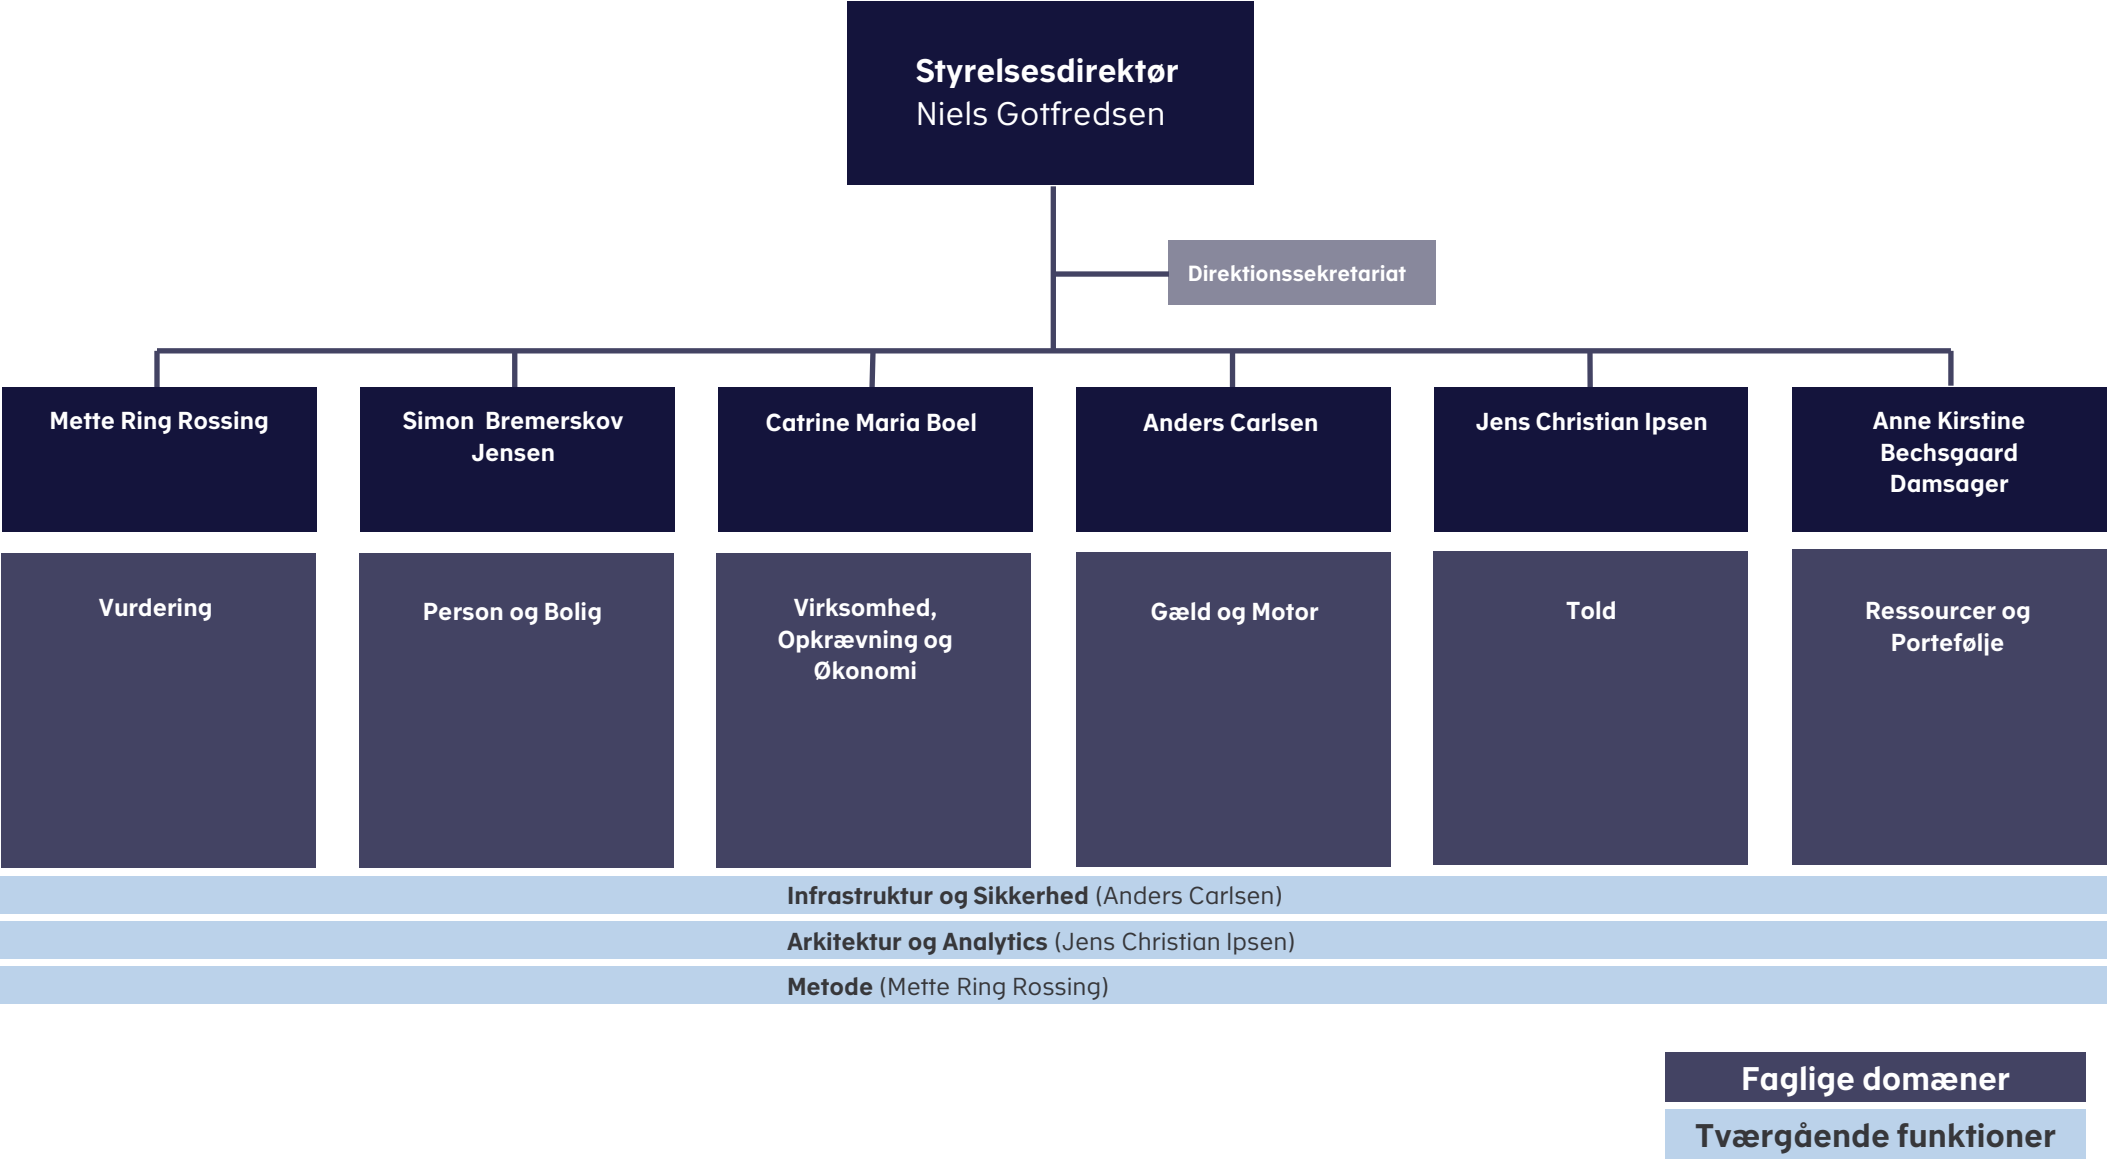 Styrelsesdirektør
Niels Gotfredsen
Direktionssekretariat
Mette Ring Rossing
Simon Bremerskov
Jensen
Catrine Maria Boel
Anders Carlsen
Jens Christian Ipsen
Anne Kirstine
Bechsgaard
Damsager
Vurdering
Person og Bolig
Virksomhed,
Opkrævning og
Økonomi
Gæld og Motor
Told
Ressourcer og
Portefølje
Infrastruktur og Sikkerhed (Anders Carlsen)
Arkitektur og Analytics (Jens Christian Ipsen)
Metode (Mette Ring Rossing)
Faglige domæner
Tværgående funktioner